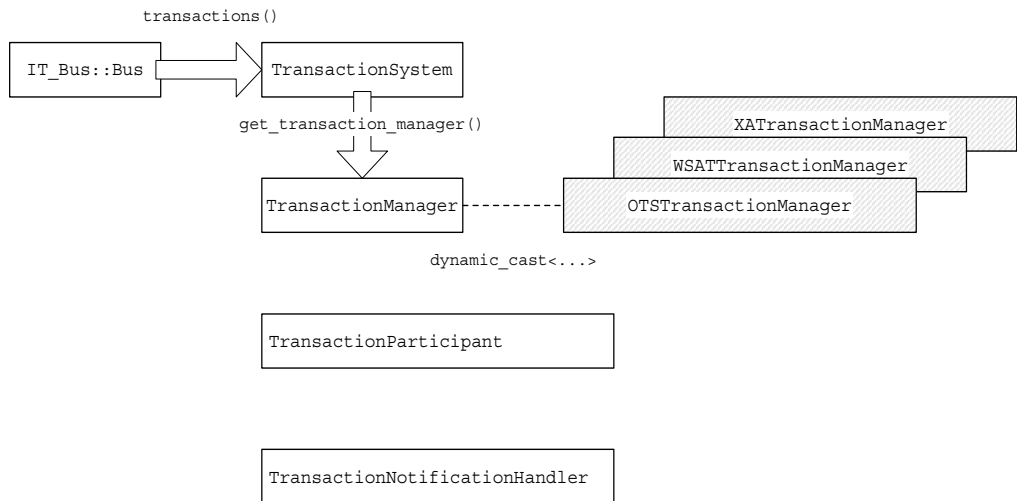 transactions()
IT_Bus::Bus
TransactionSystem
get_transaction_manager()
XATransactionManager
WSATTransactionManager
TransactionManager
OTSTransactionManager
dynamic_cast<...>
TransactionParticipant
TransactionNotificationHandler